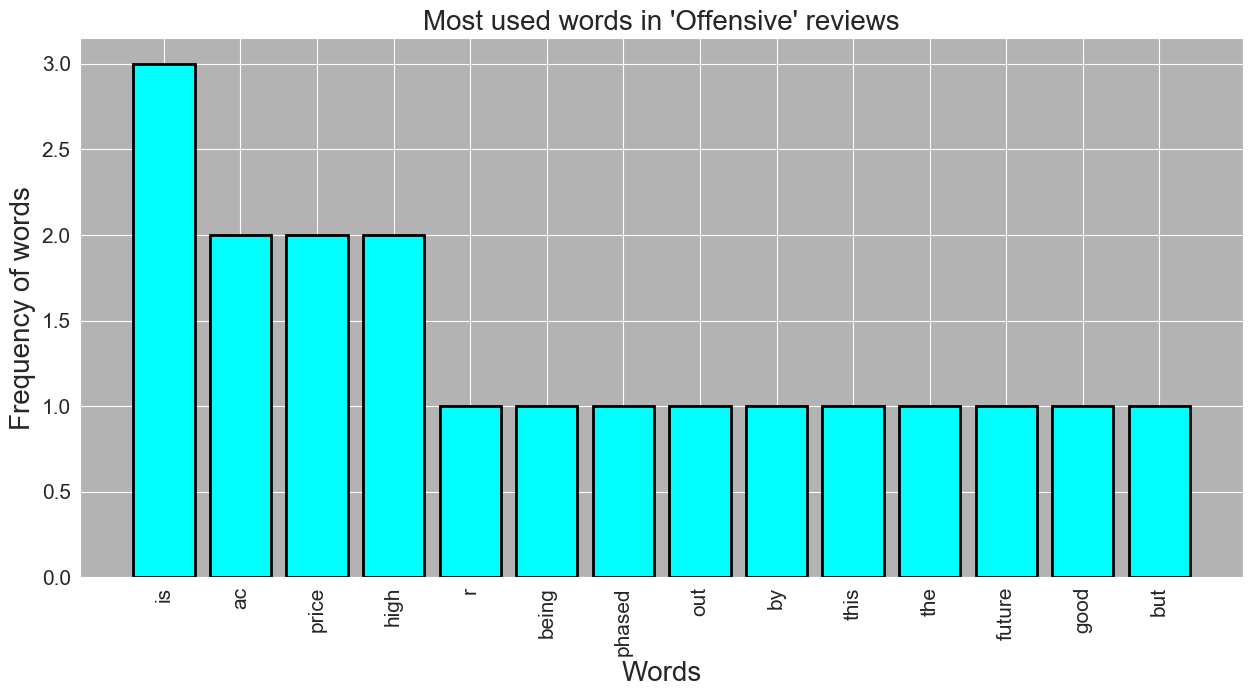 Most used words in 'Offensive' reviews
Frequency of words
3.0
2.5
2.0
1.5
1.0
0.5
0.0
is
ac
price
high
r
being
phased
out
by
this
the
future
good
but
Words